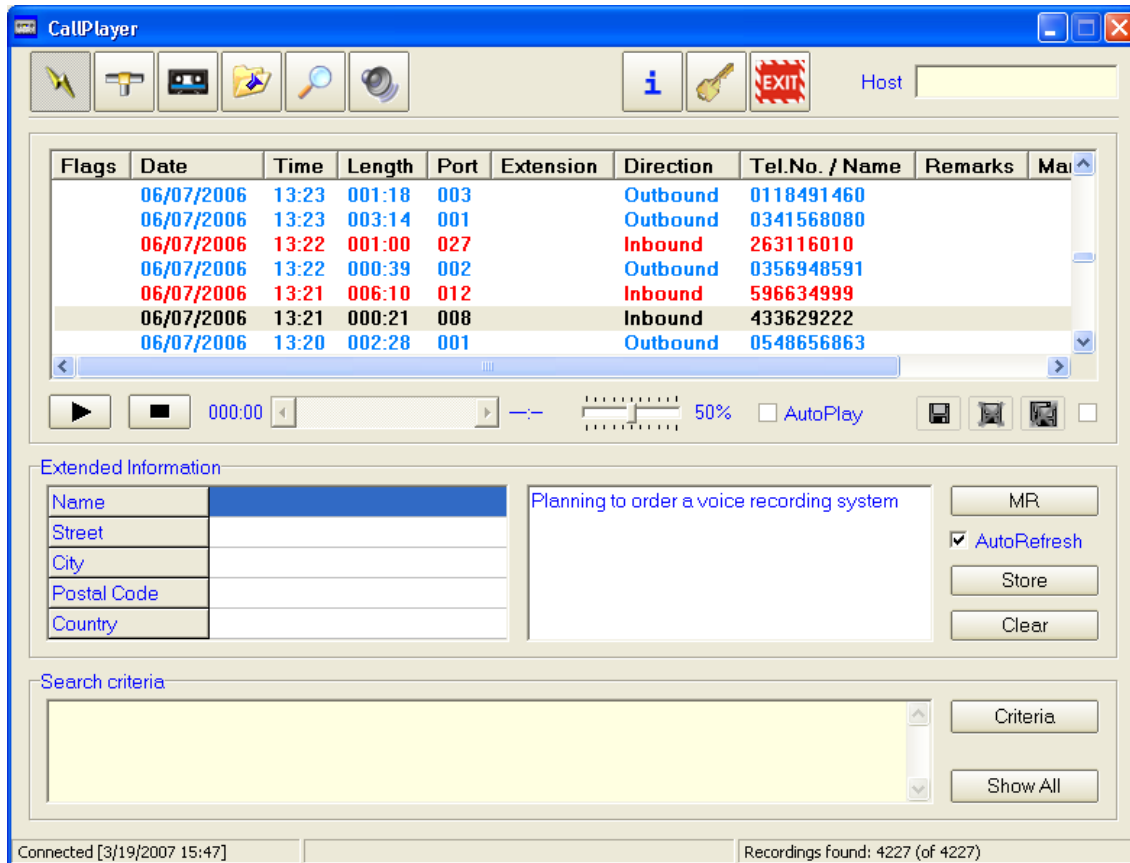 CallPlayer
i EXIT Host
Flags Date Time Length Port Extension Direction Tel.No. / Name Remarks
06/07/2006 13:23 001:18 003 Outbound 0118491460
06/07/2006 13:23 003:14 001 Outbound 0341568080
06/07/2006 13:22 001:00 027 Inbound 263116010
06/07/2006 13:22 000:39 002 Outbound 0356948591
06/07/2006 13:21 006:10 012 Inbound 596634999
06/07/2006 13:21 000:21 008 Inbound 433629222
06/07/2006 13:20 002:28 001 Outbound 0548656863
000:00 --:-- 50% AutoPlay
Extended Information
Name Planning to order a voice recording system MR
Street AutoRefresh
City
Postal Code Store
Country Clear
Search criteria
Criteria
Show All
Connected [3/19/2007 15:47] Recordings found: 4227 (of 4227)